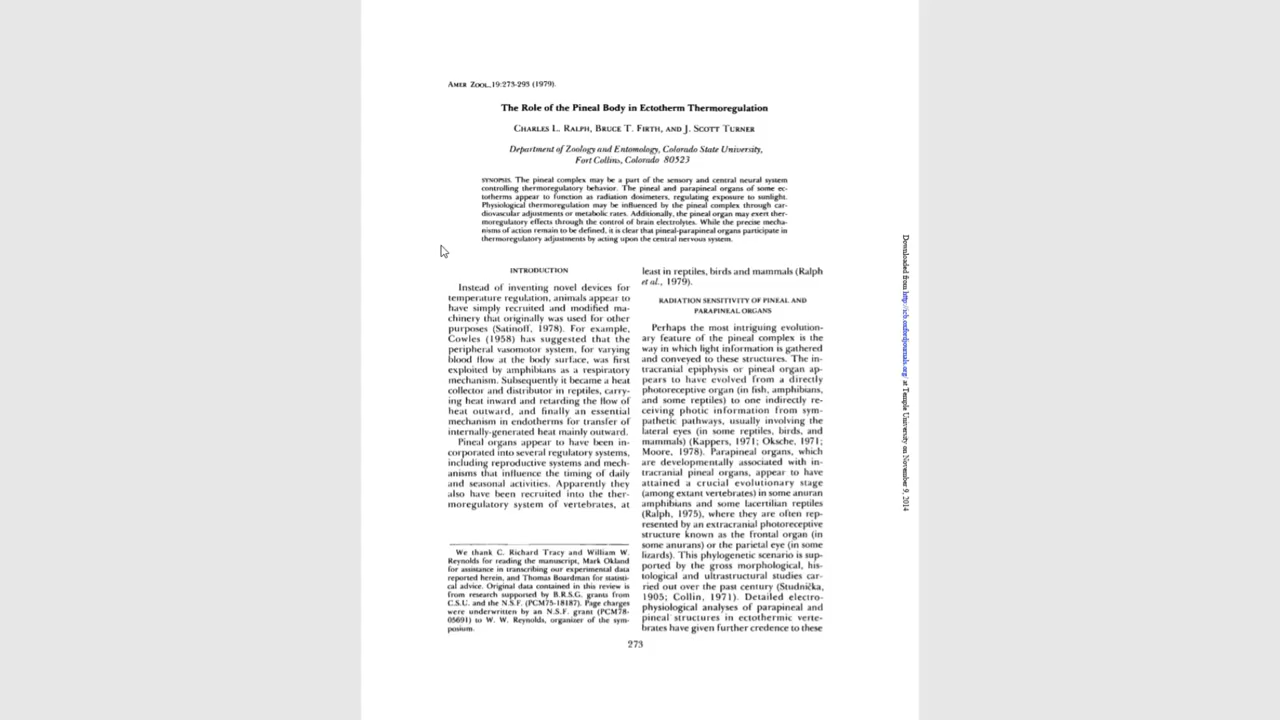 AMER ZOOL., 19:273-293 (1979).
The Role of the Pineal Body in Ectotherm Thermoregulation
CHARLES L. RALPH, BRUCE T. FIRTH, AND J. SCOTT TURNER
Department of Zoology and Entomology, Colorado State University,
Fort Collins, Colorado 80523
SYNOPSIS. The pineal complex may be a part of the sensory and central neural system
controlling thermoregulatory behavior. The pineal and parapineal organs of some ec-
totherms appear to function as radiation dosimeters, regulating exposure to sunlight.
Physiological thermoregulation may be influenced by the pineal complex through car-
diovascular adjustments or metabolic rates. Additionally, the pineal organ may exert ther-
moregulatory effects through the control of brain electrolytes. While the precise mecha-
nisms of action remain to be defined, it is clear that pineal-parapineal organs participate in
thermoregulatory adjustments by acting upon the central nervous system.
INTRODUCTION
Instead of inventing novel devices for
temperature regulation, animals appear to
have simply recruited and modified ma-
chinery that originally was used for other
purposes (Satinoff, 1978). For example,
Cowles (1958) has suggested that the
peripheral vasomotor system, for varying
blood flow at the body surface, was first
exploited by amphibians as a respiratory
mechanism. Subsequently it became a heat
collector and distributor in reptiles, carry-
ing heat inward and retarding the flow of
heat outward, and finally an essential
mechanism in endotherms for transfer of
internally-generated heat mainly outward.
Pineal organs appear to have been in-
corporated into several regulatory systems,
including reproductive systems and mech-
anisms that influence the timing of daily
and seasonal activities. Apparently they
also have been recruited into the ther-
moregulatory system of vertebrates, at
We thank C. Richard Tracy and William W.
Reynolds for reading the manuscript, Mark Okland
for assistance in transcribing our experimental data
reported herein, and Thomas Boardman for statisti-
cal advice. Original data contained in this review is
from research supported by B.R.S.G. grants from
C.S.U. and the N.S.F. (PCM75-18187). Page charges
were underwritten by an N.S.F. grant (PCM78-
05691) to W. W. Reynolds, organizer of the sym-
posium.
least in reptiles, birds and mammals (Ralph
et al., 1979).
RADIATION SENSITIVITY OF PINEAL AND
PARAPINEAL ORGANS
Perhaps the most intriguing evolution-
ary feature of the pineal complex is the
way in which light information is gathered
and conveyed to these structures. The in-
tracranial epiphysis or pineal organ ap-
pears to have evolved from a directly
photoreceptive organ (in fish, amphibians,
and some reptiles) to one indirectly re-
ceiving photic information from sym-
pathetic pathways, usually involving the
lateral eyes (in some reptiles, birds, and
mammals) (Kappers, 1971; Oksche, 1971;
Moore, 1978). Parapineal organs, which
are developmentally associated with in-
tracranial pineal organs, appear to have
attained a crucial evolutionary stage
(among extant vertebrates) in some anuran
amphibians and some lacertilian reptiles
(Ralph, 1975), where they are often rep-
resented by an extracranial photoreceptive
structure known as the frontal organ (in
some anurans) or the parietal eye (in some
lizards). This phylogenetic scenario is sup-
ported by the gross morphological, his-
tological and ultrastructural studies car-
ried out over the past century (Studnička,
1905; Collin, 1971). Detailed electro-
physiological analyses of parapineal and
pineal structures in ectothermic verte-
brates have given further credence to these
273
Downloaded from http://icb.oxfordjournals.org/ at Temple University on November 9, 2014